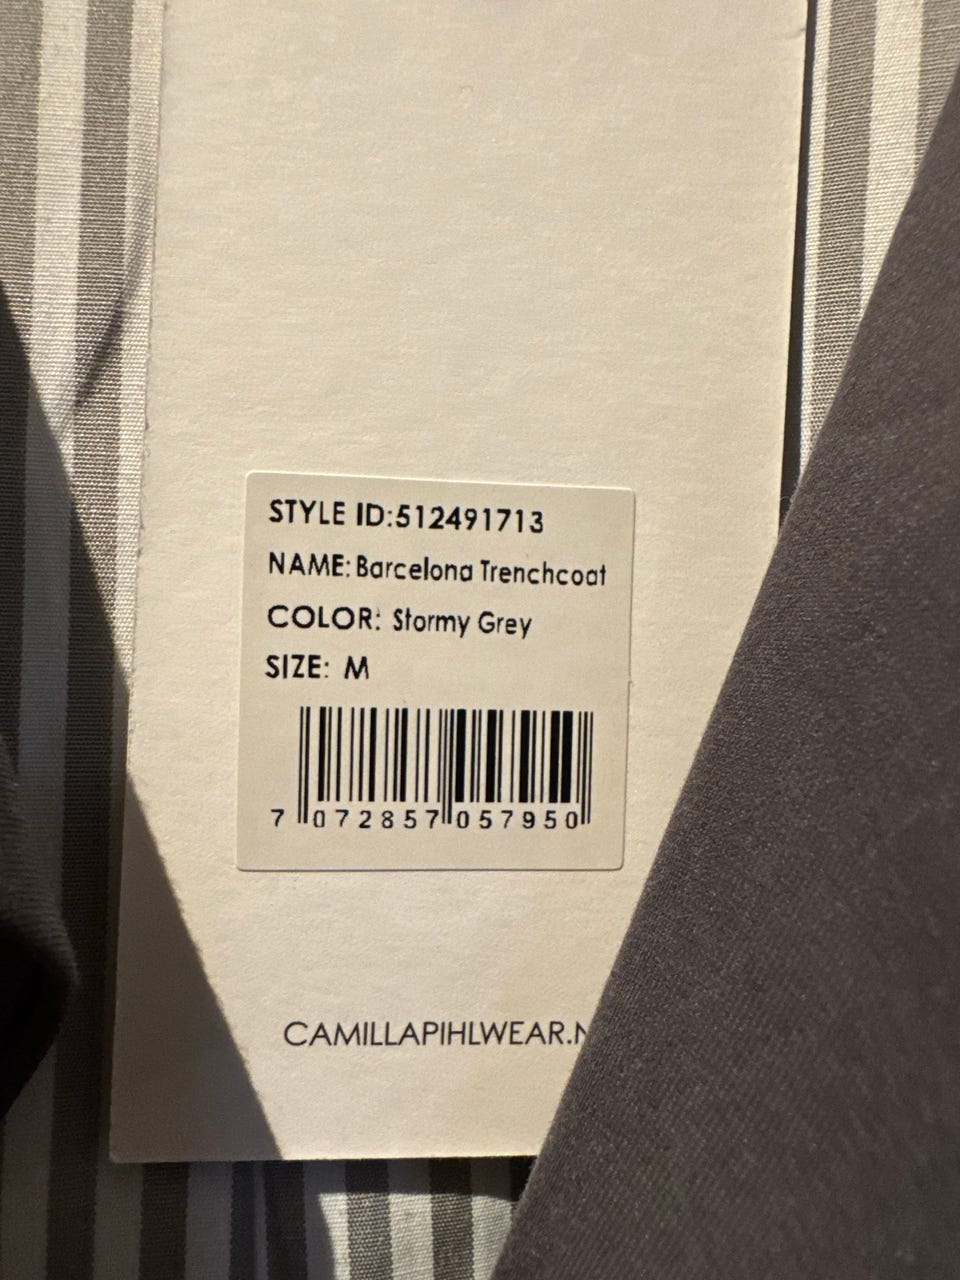 STYLE ID:512491713
NAME: Barcelona Trenchcoat
COLOR: Stormy Grey
SIZE: M
7 072857 057950
CAMILLAPIHLWEAR.N